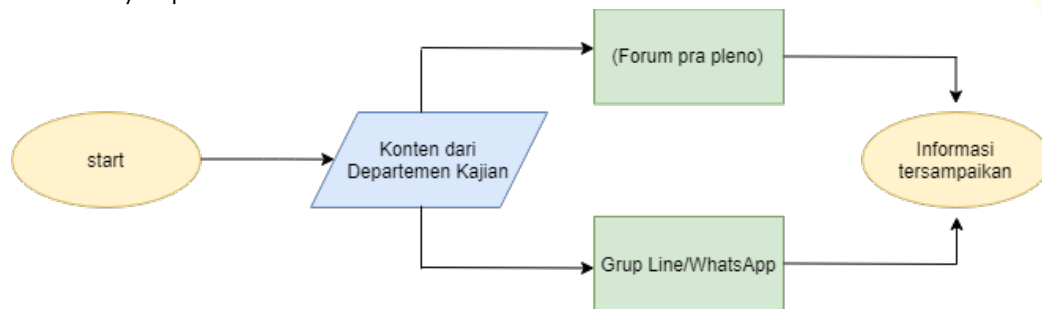 (Forum pra pleno)
start
Konten dari
Departemen Kajian
Informasi
tersampaikan
Grup Line/WhatsApp